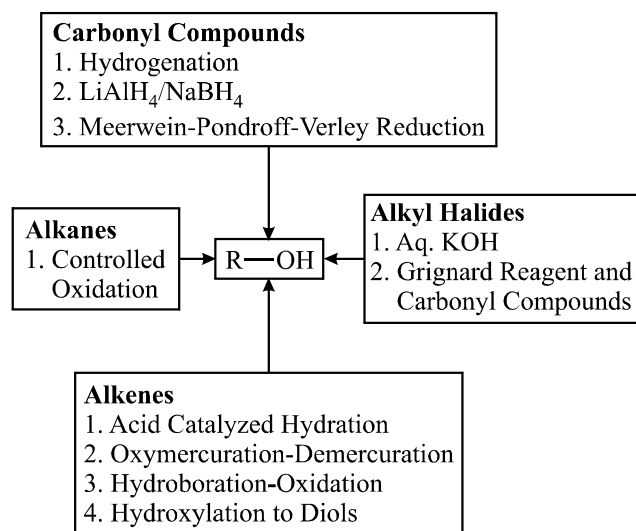 Carbonyl Compounds
1. Hydrogenation
2. LiAlH₄/NaBH₄
3. Meerwein-Pondroff-Verley Reduction
Alkanes
1. Controlled
Oxidation
R—OH
Alkyl Halides
1. Aq. KOH
2. Grignard Reagent and
Carbonyl Compounds
Alkenes
1. Acid Catalyzed Hydration
2. Oxymercuration-Demercuration
3. Hydroboration-Oxidation
4. Hydroxylation to Diols